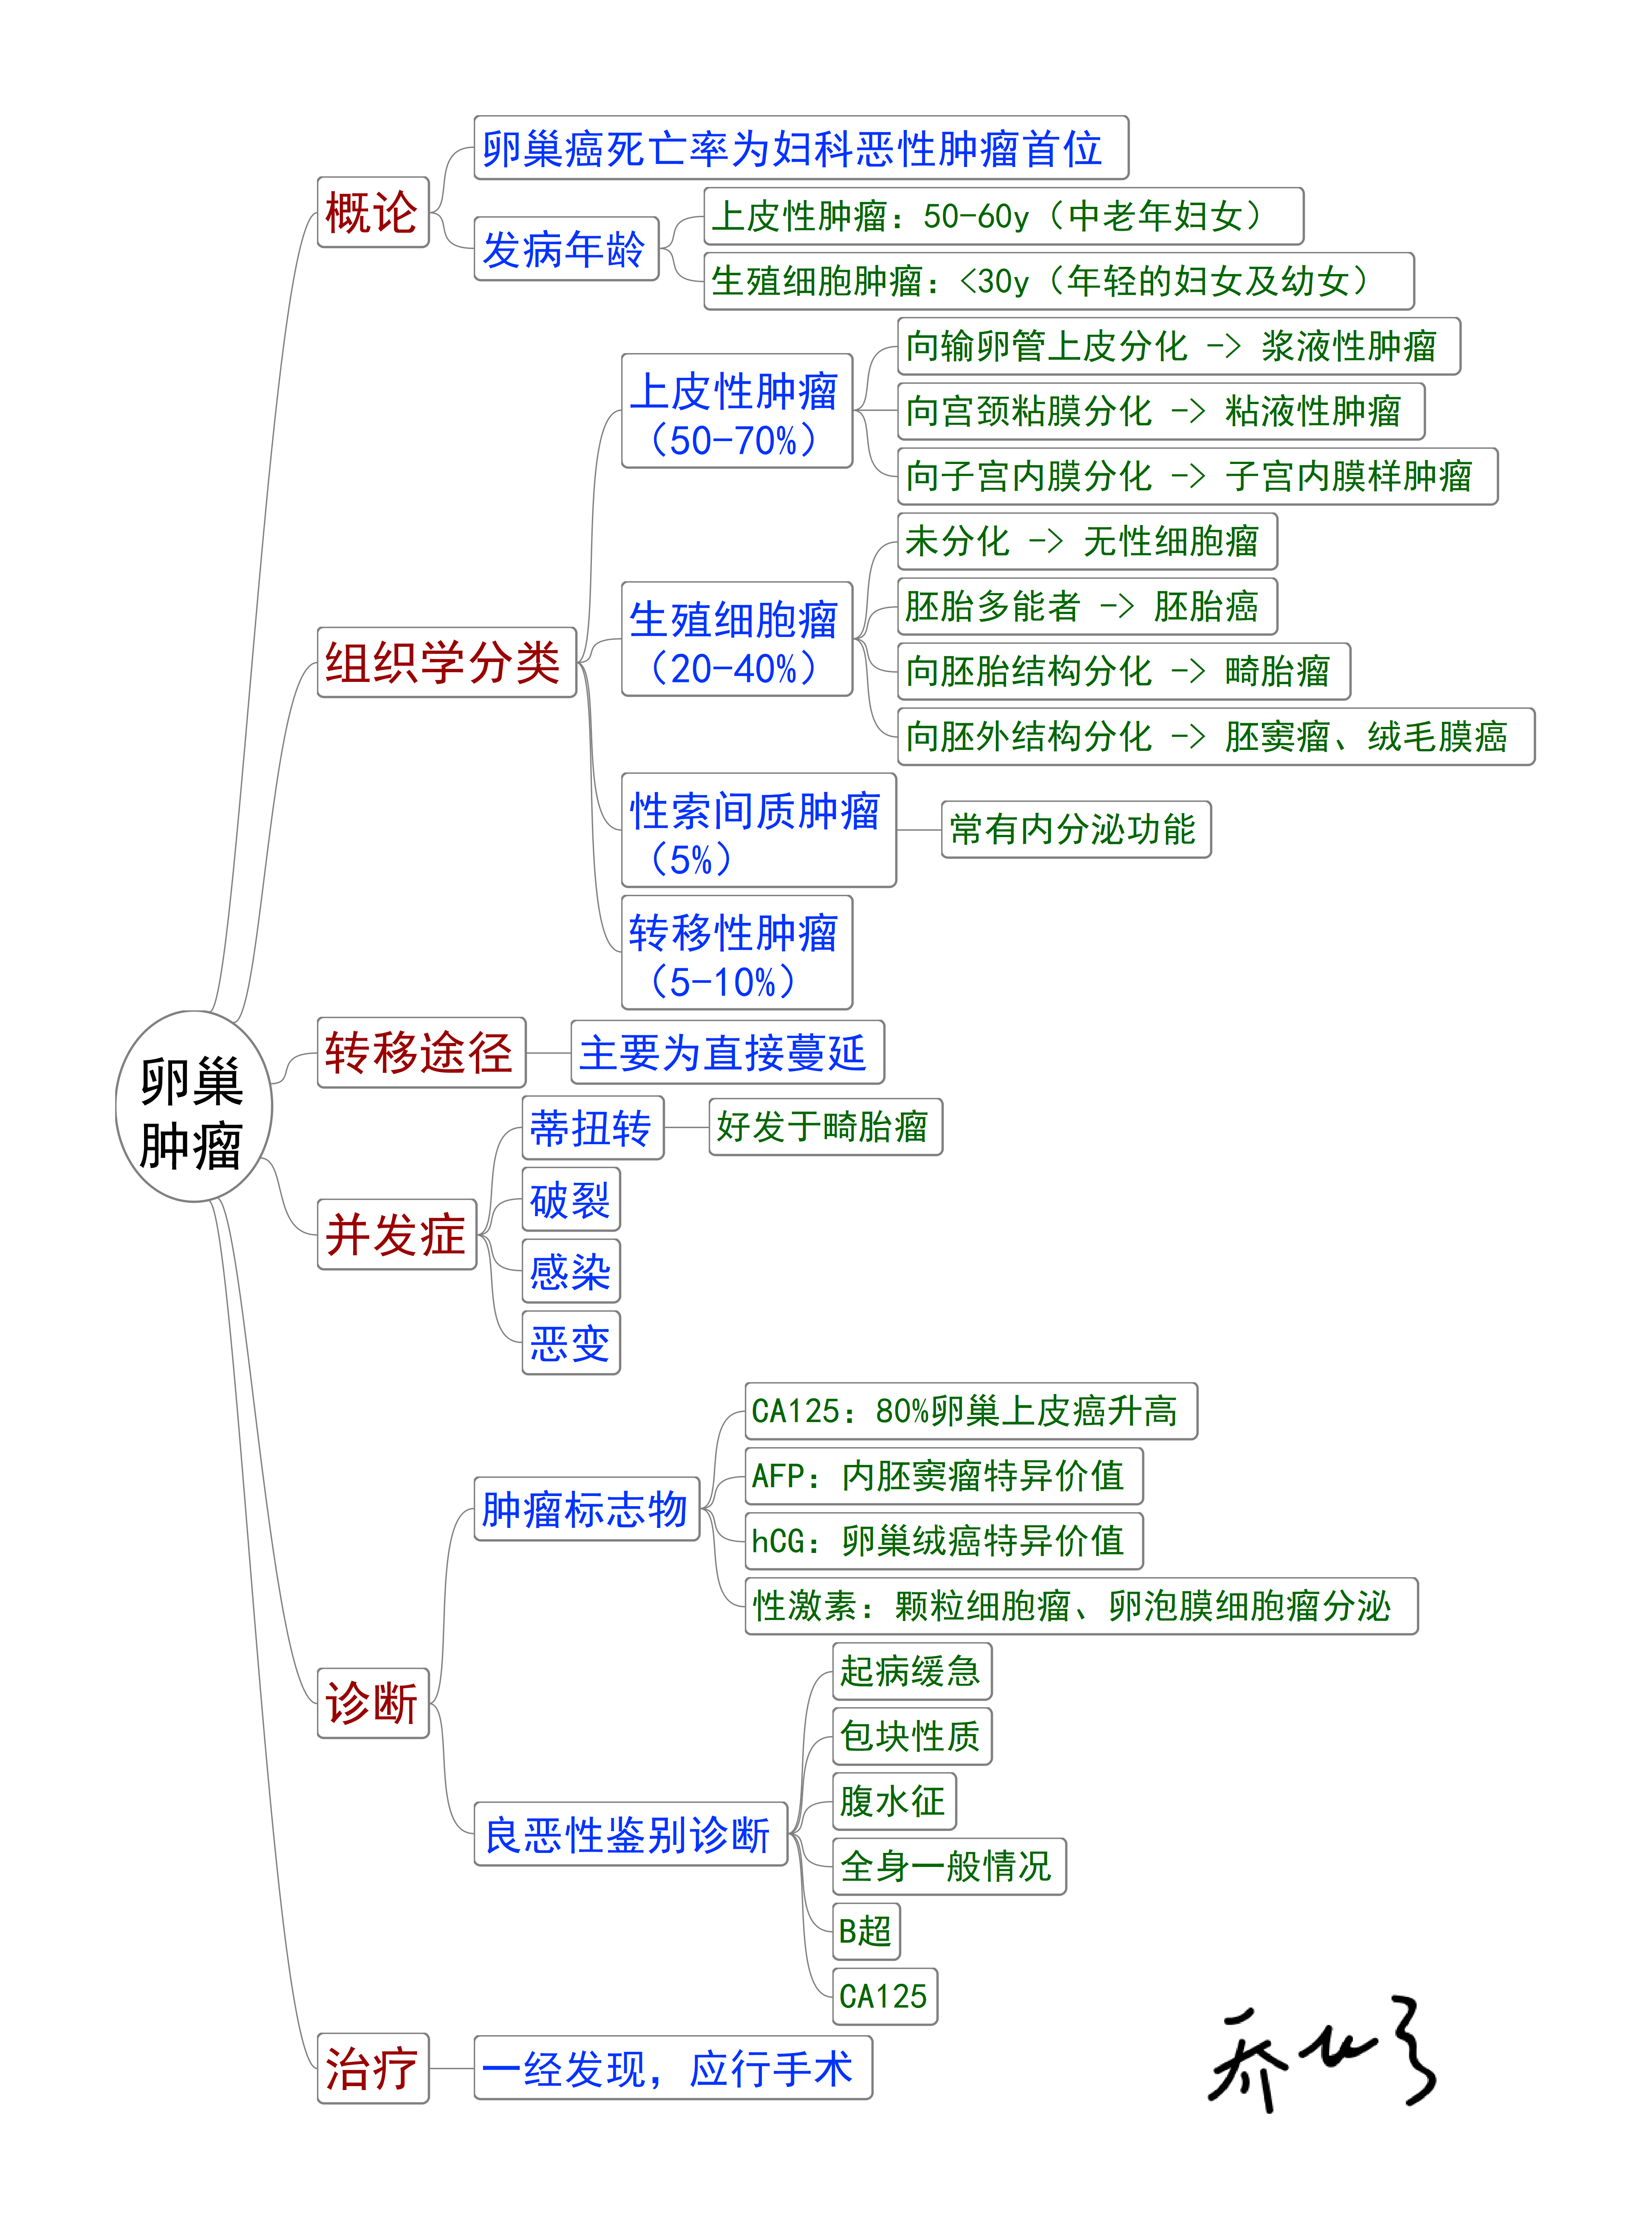 卵巢
肿瘤
概论
卵巢癌死亡率为妇科恶性肿瘤首位
发病年龄
上皮性肿瘤：50-60y（中老年妇女）
生殖细胞肿瘤：<30y（年轻的妇女及幼女）
组织学分类
上皮性肿瘤
（50-70%）
向输卵管上皮分化 -> 浆液性肿瘤
向宫颈粘膜分化 -> 粘液性肿瘤
向子宫内膜分化 -> 子宫内膜样肿瘤
生殖细胞瘤
（20-40%）
未分化 -> 无性细胞瘤
胚胎多能者 -> 胚胎癌
向胚胎结构分化 -> 畸胎瘤
向胚外结构分化 -> 胚窦瘤、绒毛膜癌
性索间质肿瘤
（5%）
常有内分泌功能
转移性肿瘤
（5-10%）
转移途径
主要为直接蔓延
并发症
蒂扭转
好发于畸胎瘤
破裂
感染
恶变
诊断
肿瘤标志物
CA125：80%卵巢上皮癌升高
AFP：内胚窦瘤特异价值
hCG：卵巢绒癌特异价值
性激素：颗粒细胞瘤、卵泡膜细胞瘤分泌
良恶性鉴别诊断
起病缓急
包块性质
腹水征
全身一般情况
B超
CA125
治疗
一经发现，应行手术